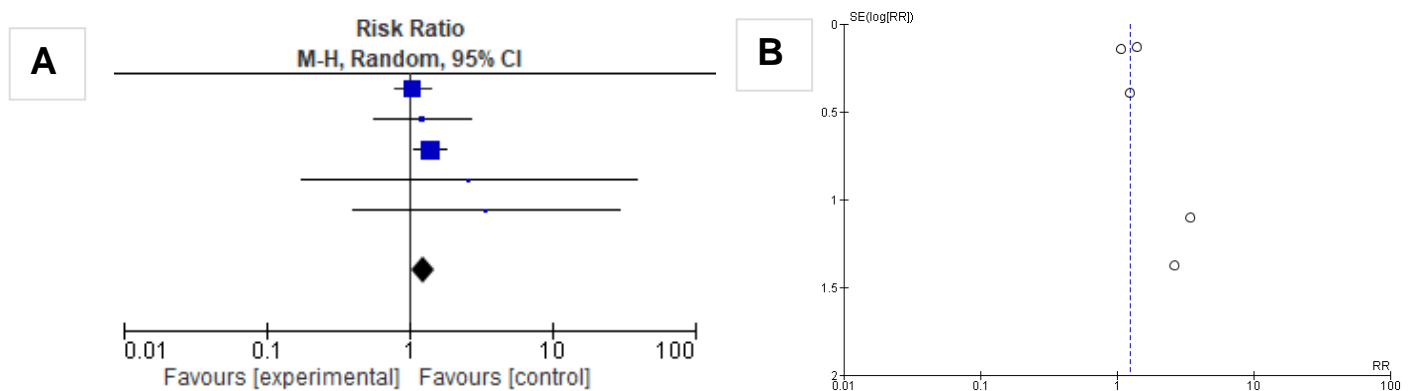 A
Risk Ratio
M-H, Random, 95% CI
0.01 0.1 1 10 100
Favours [experimental] Favours [control]
B
SE(log[RR])
0
0.5
1
1.5
2
RR
0.01 0.1 1 10 100